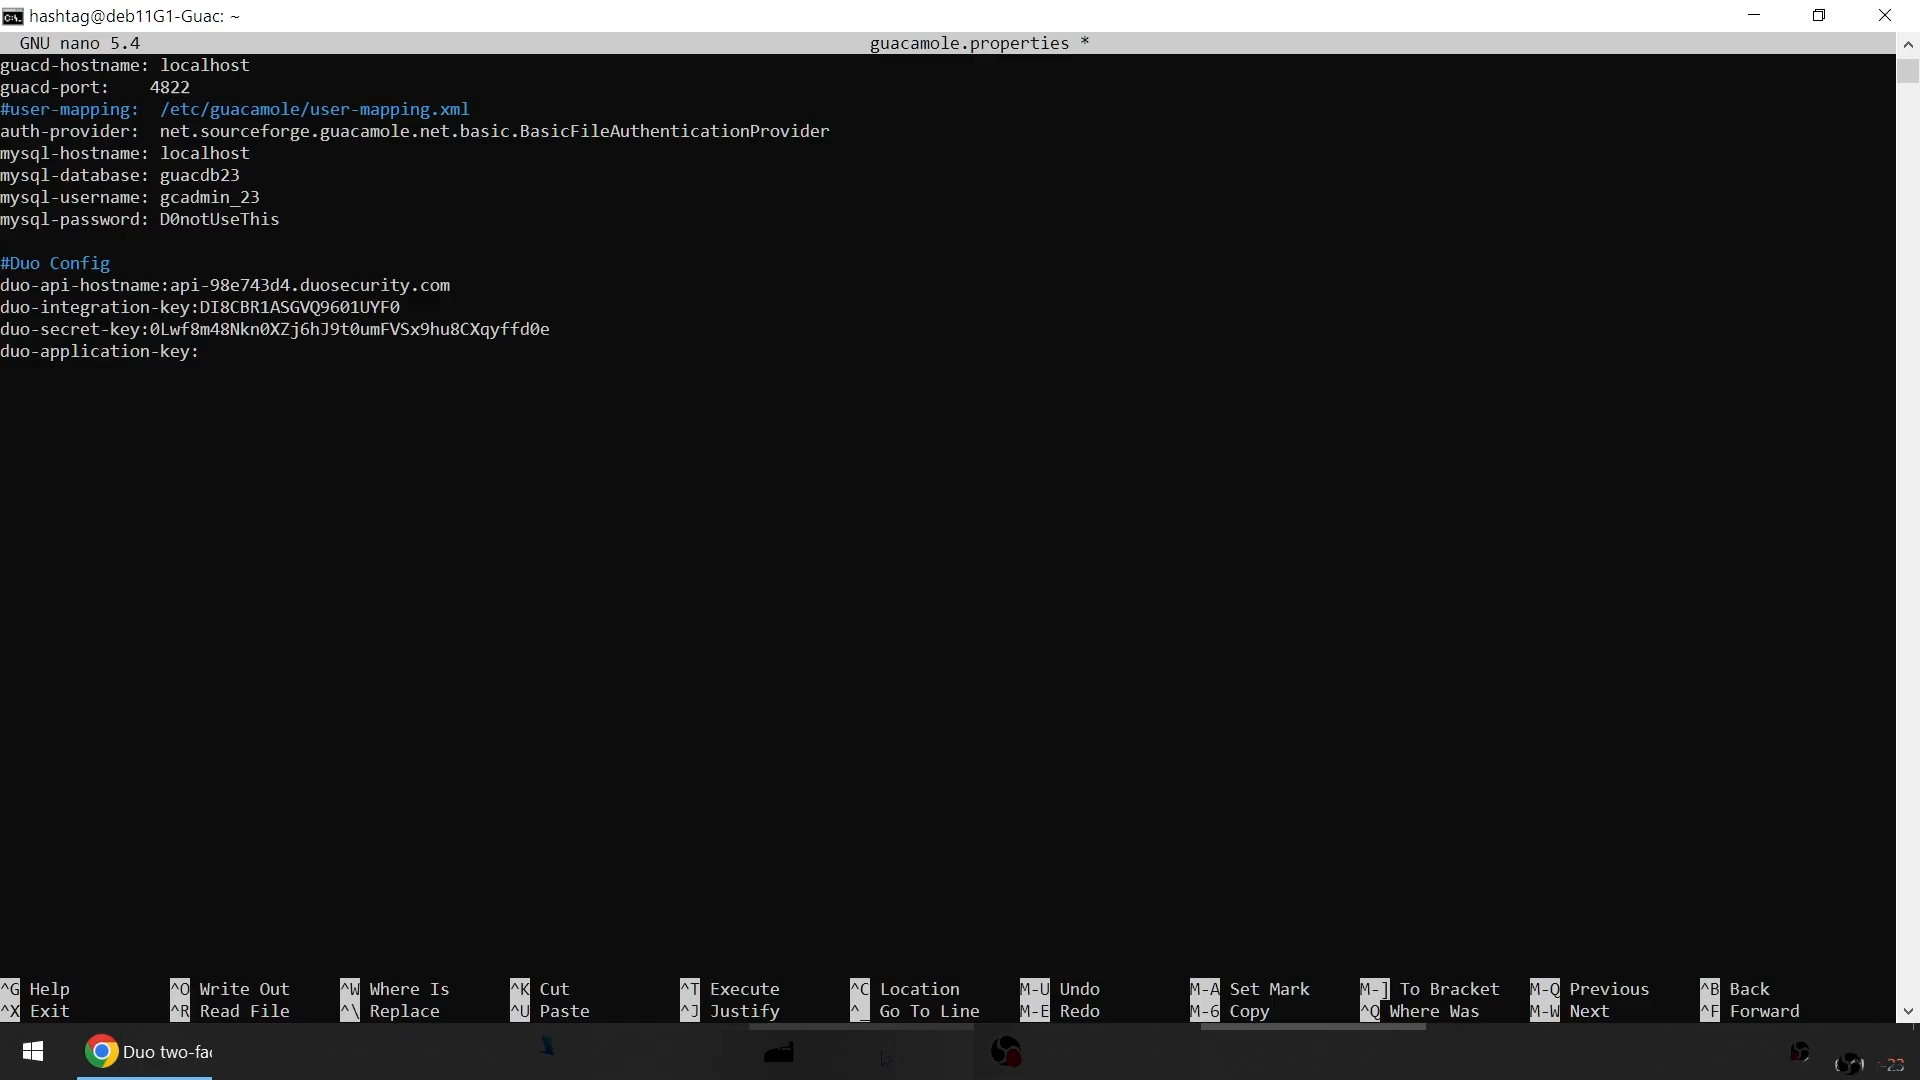 hashtag@deb11G1-Guac: ~
GNU nano 5.4 guacamole.properties *
guacd-hostname: localhost
guacd-port:    4822
#user-mapping:  /etc/guacamole/user-mapping.xml
auth-provider:  net.sourceforge.guacamole.net.basic.BasicFileAuthenticationProvider
mysql-hostname: localhost
mysql-database: guacdb23
mysql-username: gcadmin_23
mysql-password: D0notUseThis
#Duo Config
duo-api-hostname:api-98e743d4.duosecurity.com
duo-integration-key:DI8CBR1ASGVQ9601UYF0
duo-secret-key:0Lwf8m48Nkn0XZj6hJ9t0umFVSx9hu8CXqyffd0e
duo-application-key:
^G Help ^O Write Out ^W Where Is ^K Cut ^T Execute ^C Location M-U Undo M-A Set Mark M-] To Bracket M-Q Previous ^B Back
^X Exit ^R Read File ^\ Replace ^U Paste ^J Justify ^_ Go To Line M-E Redo M-6 Copy ^Q Where Was M-W Next ^F Forward
Duo two-fac